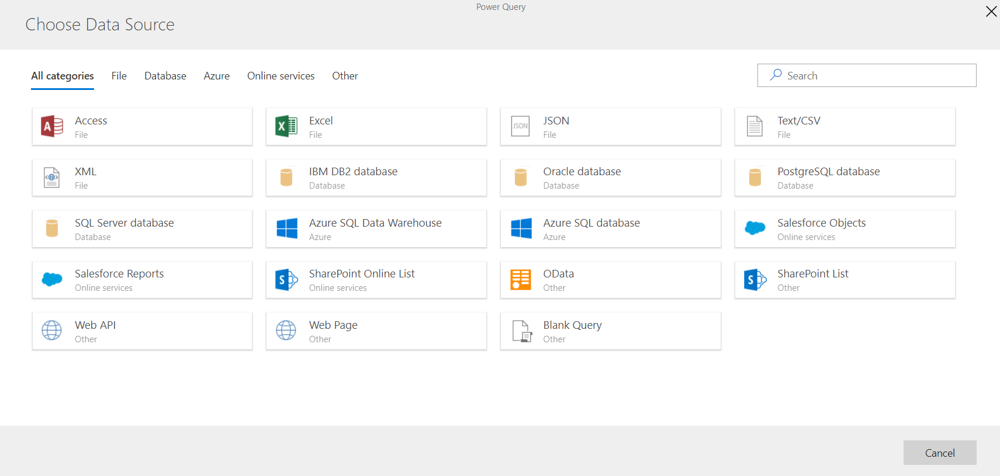 Power Query
Choose Data Source
All categories File Database Azure Online services Other Search
Access Excel JSON JSON Text/CSV
File File File File
XML IBM DB2 database Oracle database PostgreSQL database
File Database Database Database
SQL Server database Azure SQL Data Warehouse Azure SQL database Salesforce Objects
Database Azure Azure Online services
Salesforce Reports SharePoint Online List OData SharePoint List
Online services Online services Other Other
Web API Web Page Blank Query
Other Other Other
Cancel